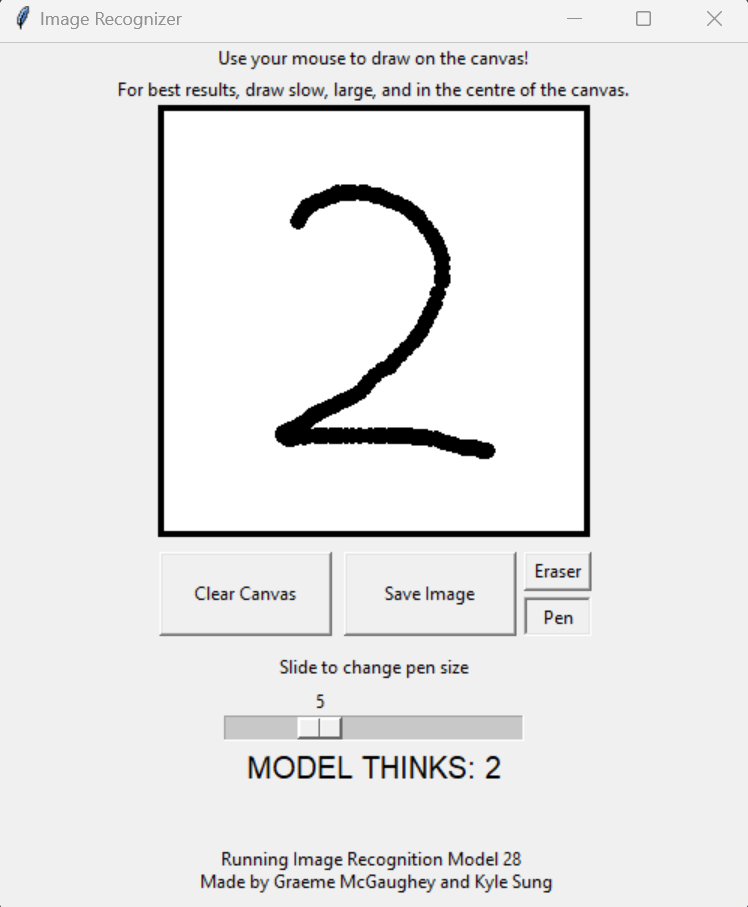 Image Recognizer
Use your mouse to draw on the canvas!
For best results, draw slow, large, and in the centre of the canvas.
2
Clear Canvas
Save Image
Eraser
Pen
Slide to change pen size
5
MODEL THINKS: 2
Running Image Recognition Model 28
Made by Graeme McGaughey and Kyle Sung